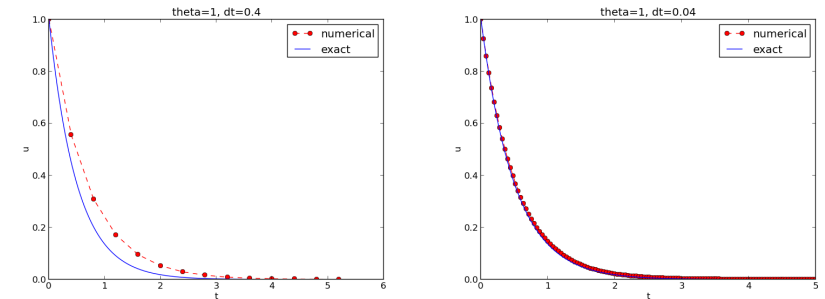 theta=1, dt=0.4
1.0
0.8
0.6
0.4
0.2
0.0
u
0 1 2 3 4 5 6
t
numerical
exact
theta=1, dt=0.04
1.0
0.8
0.6
0.4
0.2
0.0
u
0 1 2 3 4 5
t
numerical
exact